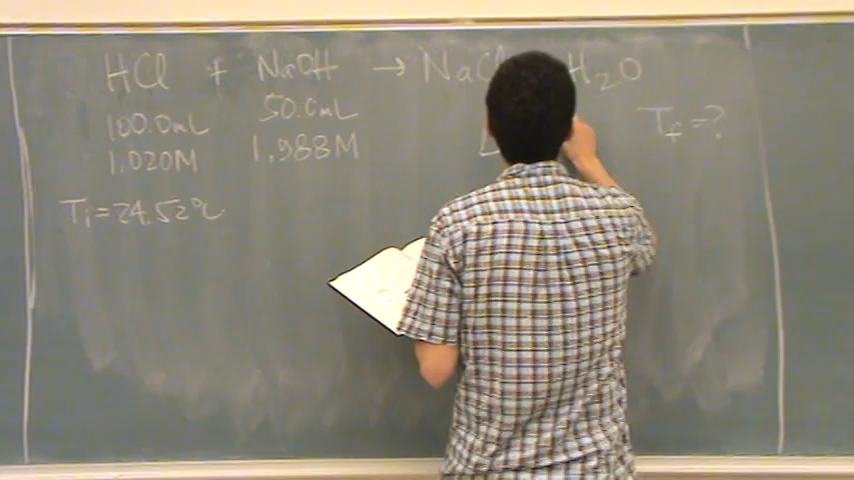 HCl + NaOH → NaCl H₂O
100.0mL 50.0mL Tf=?
1.020M 1.988M
Ti=24.52°C